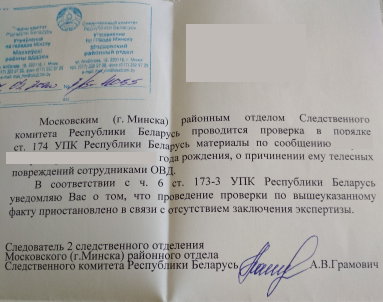 Московским (г.Минска) районным отделом Следственного
комитета Республики Беларусь проводится проверка в порядке
ст. 174 УПК Республики Беларусь материалы по сообщению
года рождения, о причинении ему телесных
повреждений сотрудниками ОВД.
В соответствии с ч. 6 ст. 173-3 УПК Республики Беларусь
уведомляю Вас о том, что проведение проверки по вышеуказанному
факту приостановлено в связи с отсутствием заключения экспертизы.
Следователь 2 следственного отделения
Московского (г.Минска) районного отдела
Следственного комитета Республики Беларусь А.В.Грамович